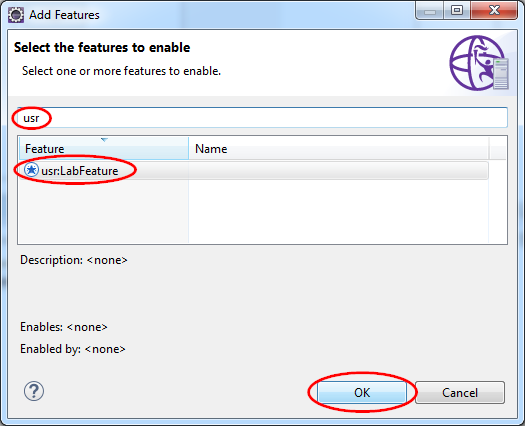 Add Features
Select the features to enable
Select one or more features to enable.
usr
Feature Name
usr:LabFeature
Description: <none>
Enables: <none>
Enabled by: <none>
? OK Cancel